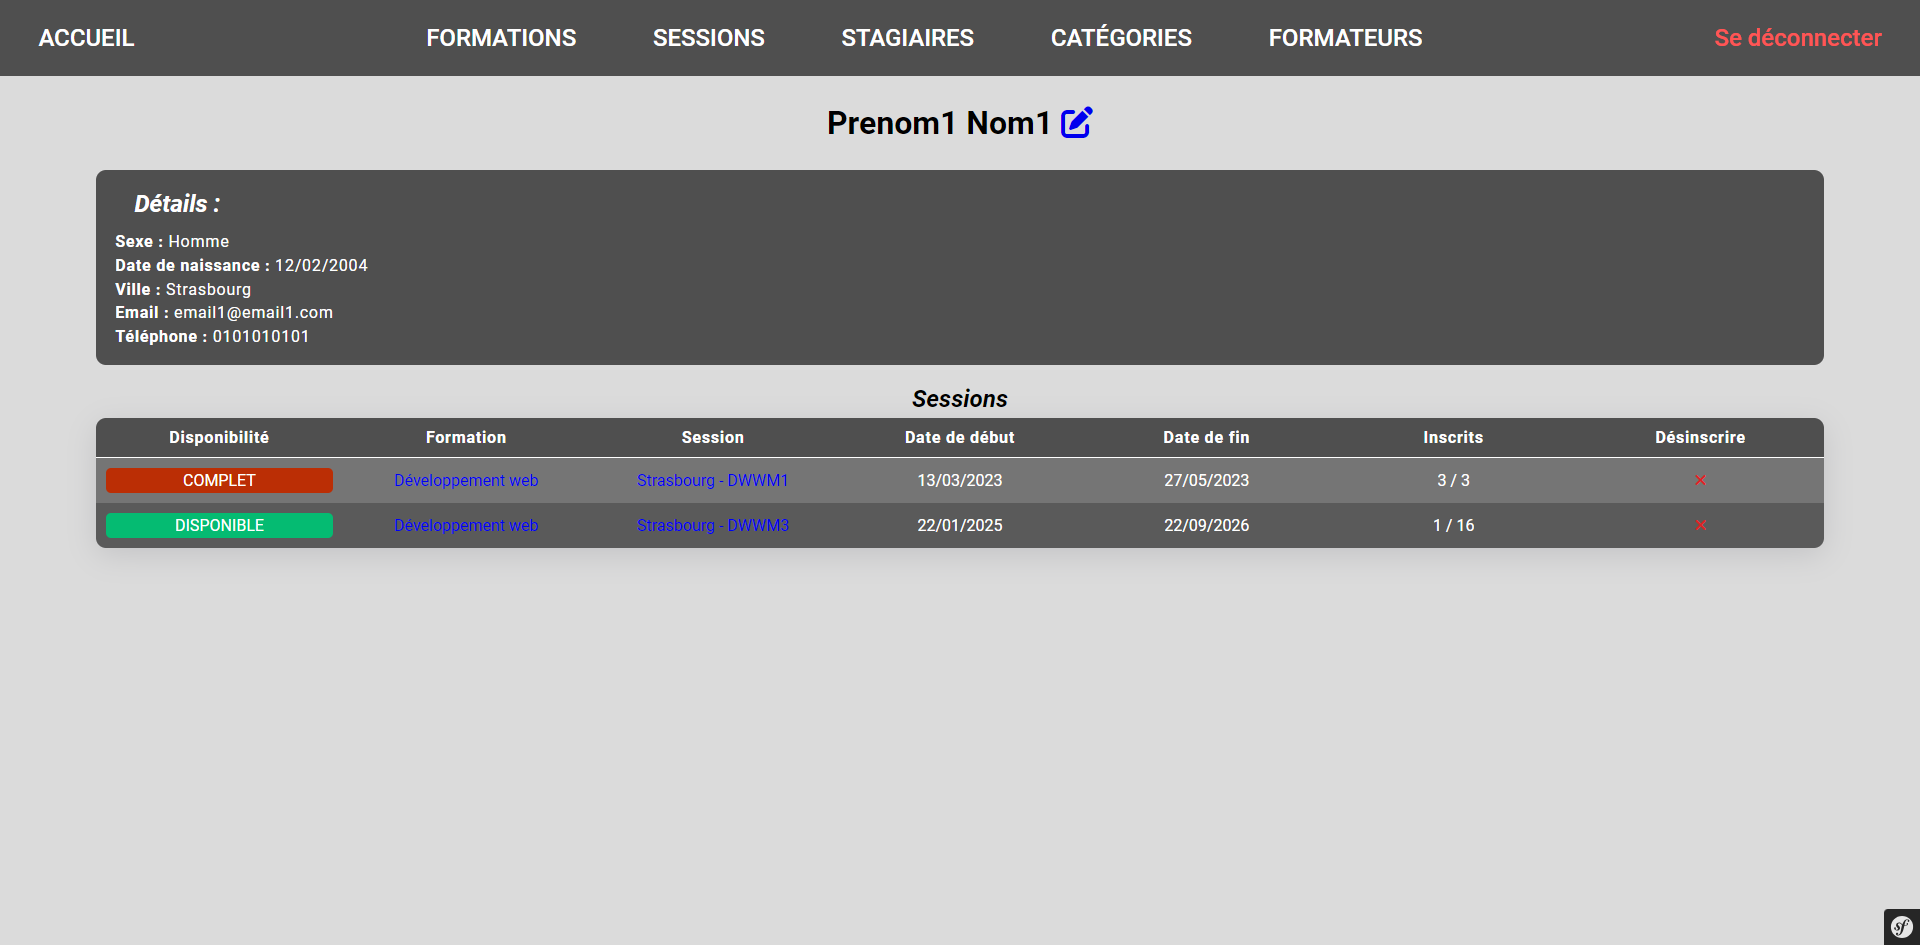 ACCUEIL FORMATIONS SESSIONS STAGIAIRES CATÉGORIES FORMATEURS Se déconnecter
Prenom1 Nom1
Détails :
Sexe : Homme
Date de naissance : 12/02/2004
Ville : Strasbourg
Email : email1@email1.com
Téléphone : 0101010101
Sessions
Disponibilité Formation Session Date de début Date de fin Inscrits Désinscrire
COMPLET Développement web Strasbourg - DWWM1 13/03/2023 27/05/2023 3 / 3
DISPONIBLE Développement web Strasbourg - DWWM3 22/01/2025 22/09/2026 1 / 16
sf